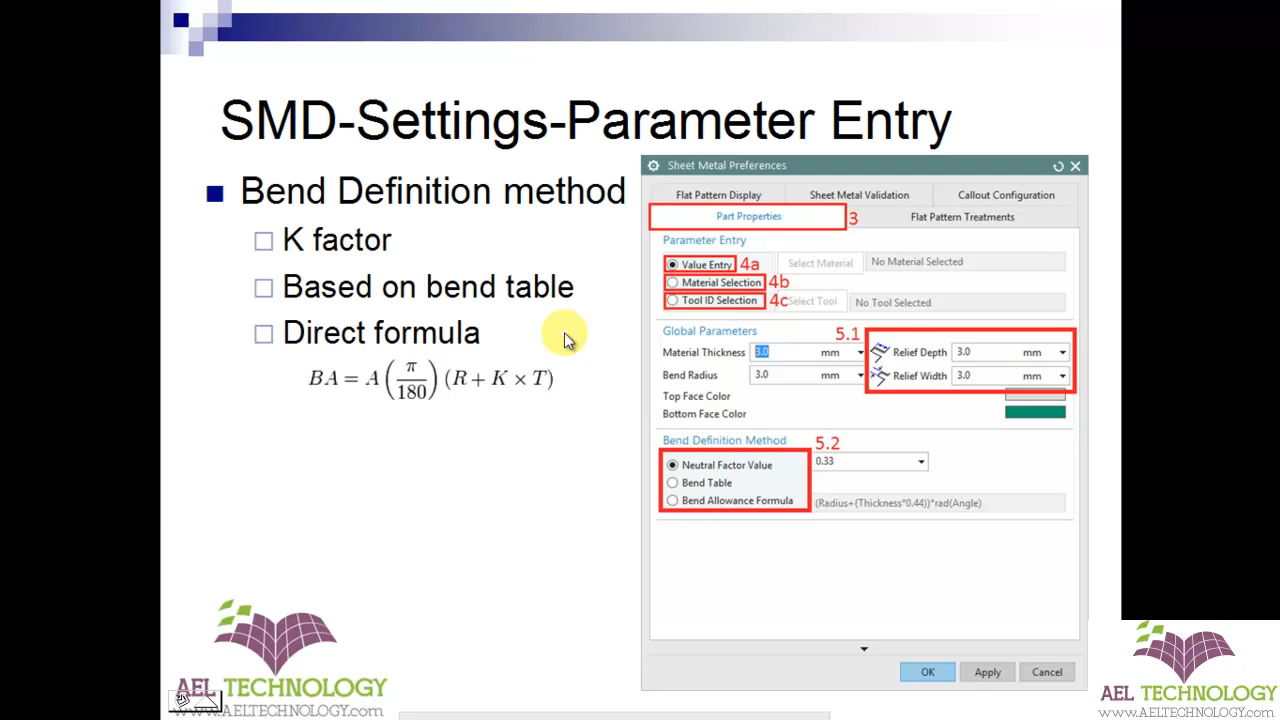 SMD-Settings-Parameter Entry
Bend Definition method
K factor
Based on bend table
Direct formula
BA = A (π/180) (R + K × T)
Sheet Metal Preferences
Flat Pattern Display Sheet Metal Validation Callout Configuration
Part Properties 3 Flat Pattern Treatments
Parameter Entry
Value Entry 4a Select Material No Material Selected
Material Selection 4b
Tool ID Selection 4c Select Tool No Tool Selected
Global Parameters 5.1
Material Thickness 3.0 mm Relief Depth 3.0 mm
Bend Radius 3.0 mm Relief Width 3.0 mm
Top Face Color
Bottom Face Color
Bend Definition Method 5.2
Neutral Factor Value 0.33
Bend Table
Bend Allowance Formula (Radius+(Thickness*0.44))*rad(Angle)
OK Apply Cancel
AEL TECHNOLOGY
www.AELTECHNOLOGY.com
AEL TECHNOLOGY
www.AELTECHNOLOGY.com